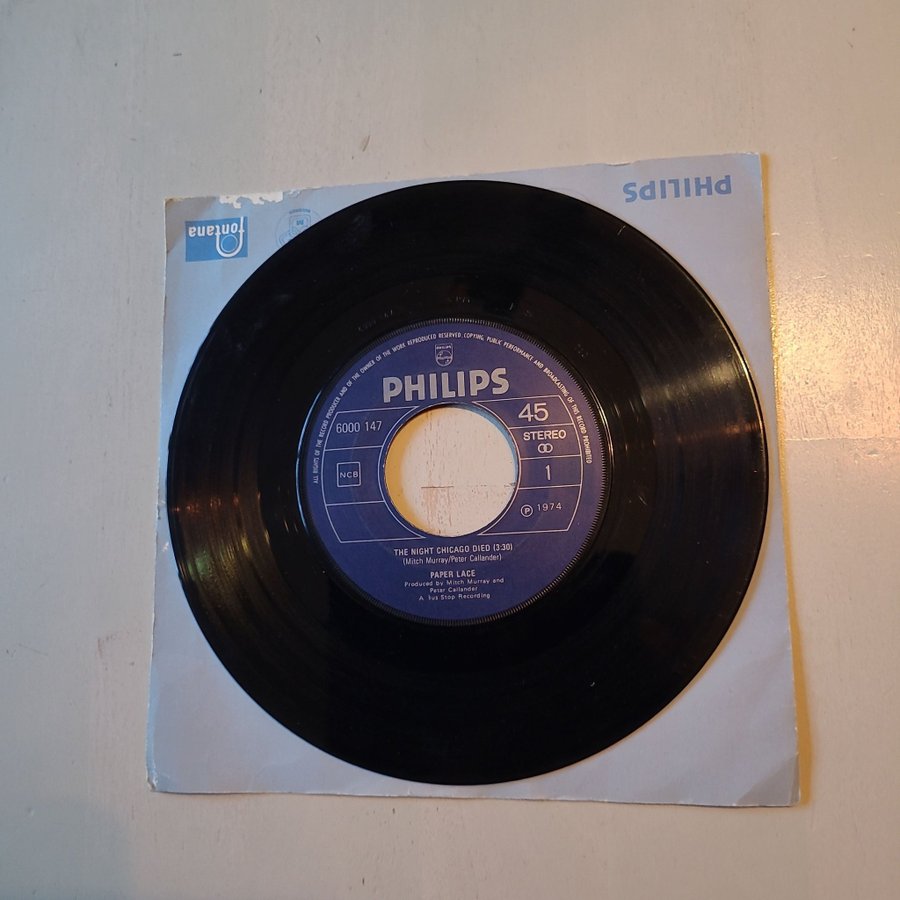 PHILIPS
fontana
ALL RIGHTS OF THE RECORD PRODUCER AND OF THE OWNER OF THE WORK REPRODUCED RESERVED. COPYING, PUBLIC PERFORMANCE AND BROADCASTING OF THIS RECORD PROHIBITED
PHILIPS
PHILIPS
6000 147
45
STEREO
NCB
1
P 1974
THE NIGHT CHICAGO DIED (3:30)
(Mitch Murray/Peter Callander)
PAPER LACE
Produced by Mitch Murray and
Peter Callander
A Bus Stop Recording